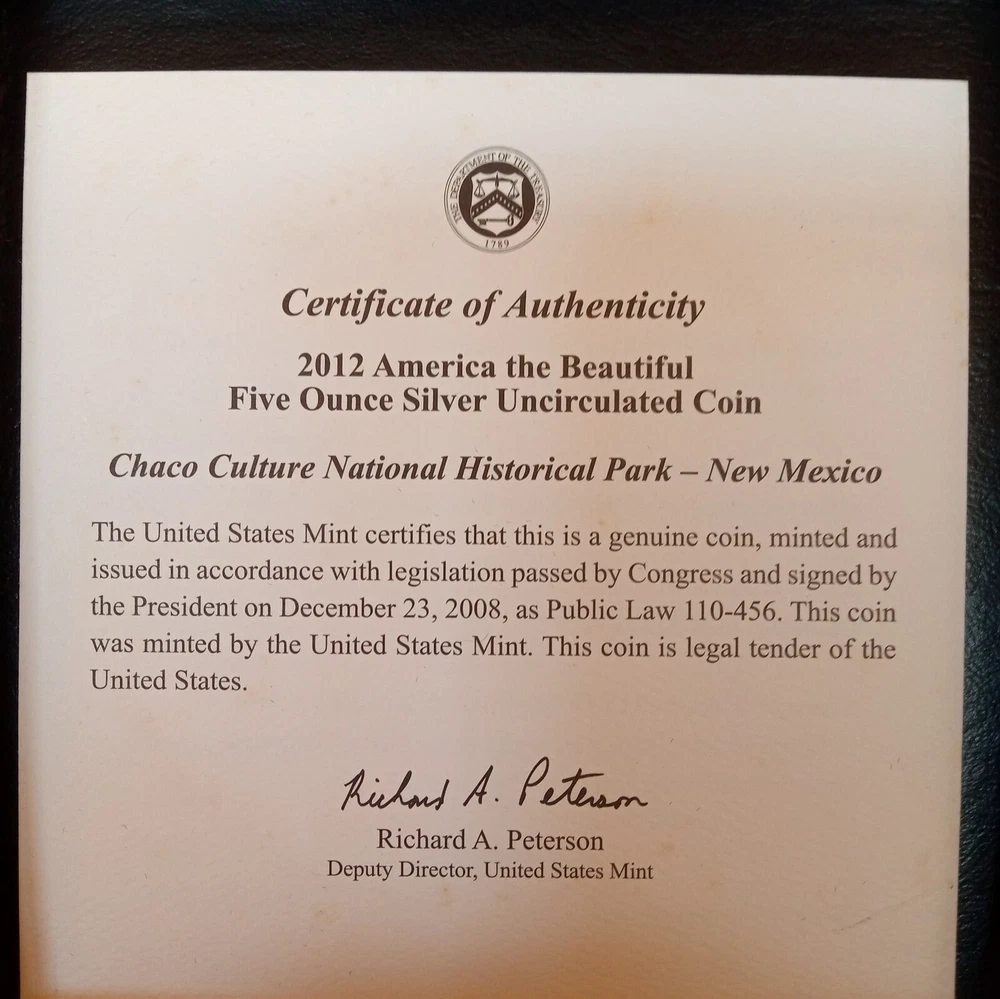 THE DEPARTMENT OF THE TREASURY
1789
Certificate of Authenticity
2012 America the Beautiful
Five Ounce Silver Uncirculated Coin
Chaco Culture National Historical Park – New Mexico
The United States Mint certifies that this is a genuine coin, minted and
issued in accordance with legislation passed by Congress and signed by
the President on December 23, 2008, as Public Law 110-456. This coin
was minted by the United States Mint. This coin is legal tender of the
United States.
Richard A. Peterson
Richard A. Peterson
Deputy Director, United States Mint